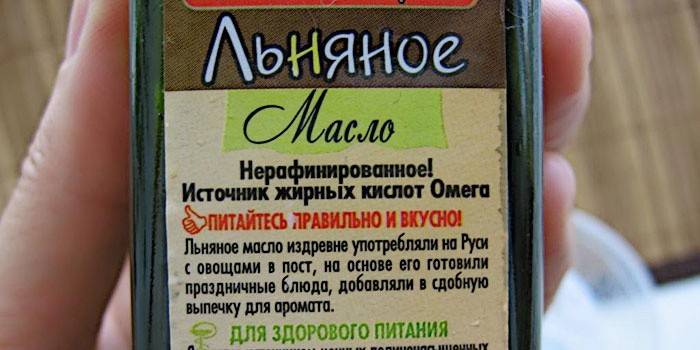 Льняное
Масло
Нерафинированное!
Источник жирных кислот Омега
ПИТАЙТЕСЬ ПРАВИЛЬНО И ВКУСНО!
Льняное масло издревле употребляли на Руси
с овощами в пост, на основе его готовили
праздничные блюда, добавляли в сдобную
выпечку для аромата.
ДЛЯ ЗДОРОВОГО ПИТАНИЯ